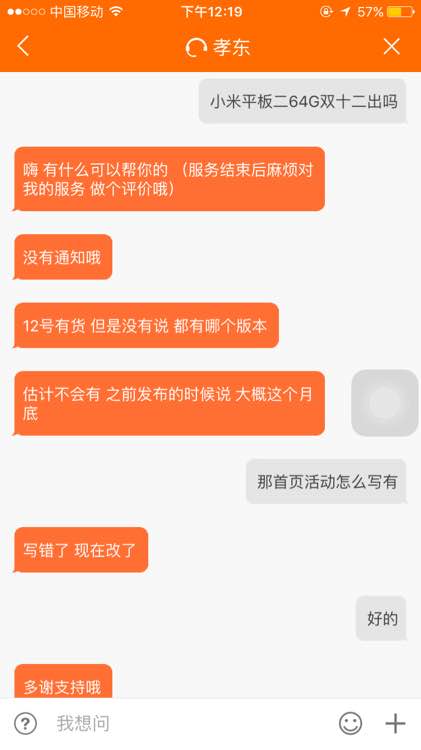 中国移动 下午12:19 57%
孝东
小米平板二64G双十二出吗
嗨 有什么可以帮你的 （服务结束后麻烦对
我的服务 做个评价哦）
没有通知哦
12号有货 但是没有说 都有哪个版本
估计不会有 之前发布的时候说 大概这个月
底
那首页活动怎么写有
写错了 现在改了
好的
多谢支持哦
? 我想问